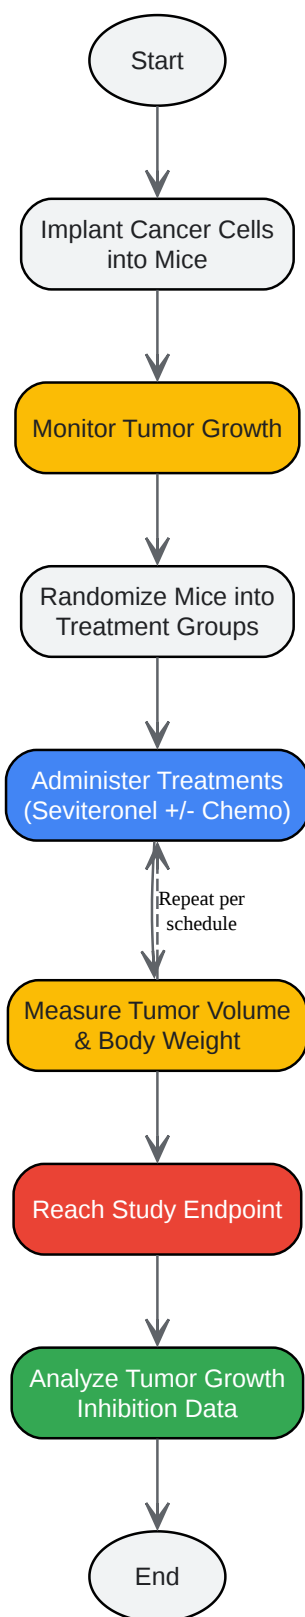 Start
Implant Cancer Cells
into Mice
Monitor Tumor Growth
Randomize Mice into
Treatment Groups
Administer Treatments
(Seviteronel +/- Chemo)
Repeat per
schedule
Measure Tumor Volume
& Body Weight
Reach Study Endpoint
Analyze Tumor Growth
Inhibition Data
End